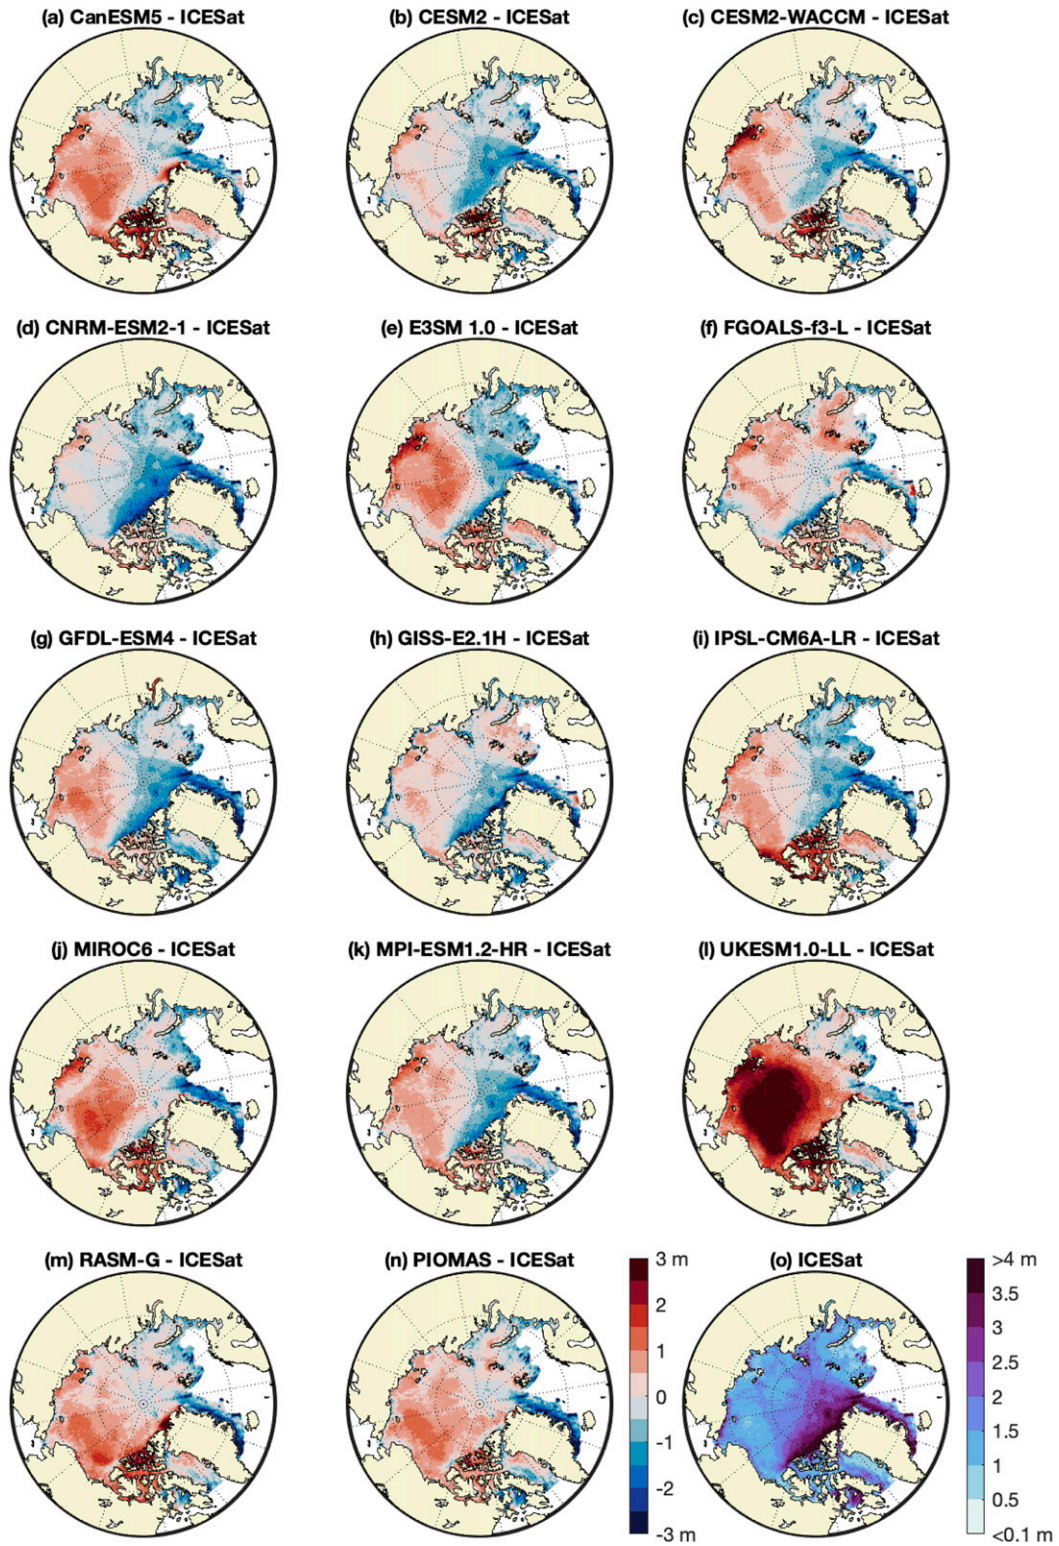 (a) CanESM5 - ICESat
(b) CESM2 - ICESat
(c) CESM2-WACCM - ICESat
(d) CNRM-ESM2-1 - ICESat
(e) E3SM 1.0 - ICESat
(f) FGOALS-f3-L - ICESat
(g) GFDL-ESM4 - ICESat
(h) GISS-E2.1H - ICESat
(i) IPSL-CM6A-LR - ICESat
(j) MIROC6 - ICESat
(k) MPI-ESM1.2-HR - ICESat
(l) UKESM1.0-LL - ICESat
(m) RASM-G - ICESat
(n) PIOMAS - ICESat
3 m
2
1
0
-1
-2
-3 m
(o) ICESat
>4 m
3.5
3
2.5
2
1.5
1
0.5
<0.1 m